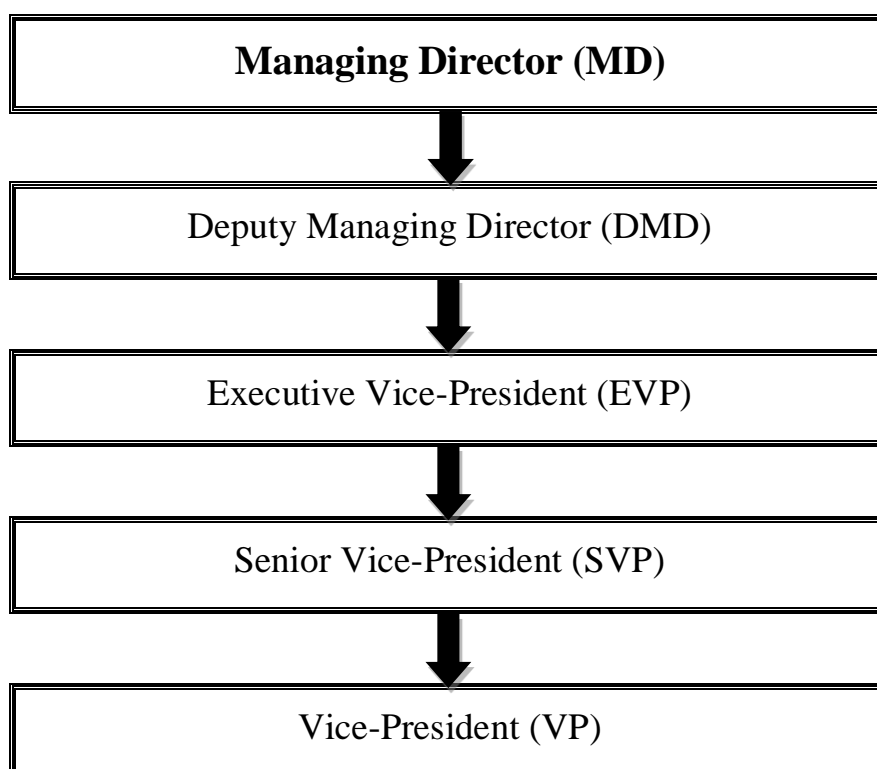 Managing Director (MD)
Deputy Managing Director (DMD)
Executive Vice-President (EVP)
Senior Vice-President (SVP)
Vice-President (VP)